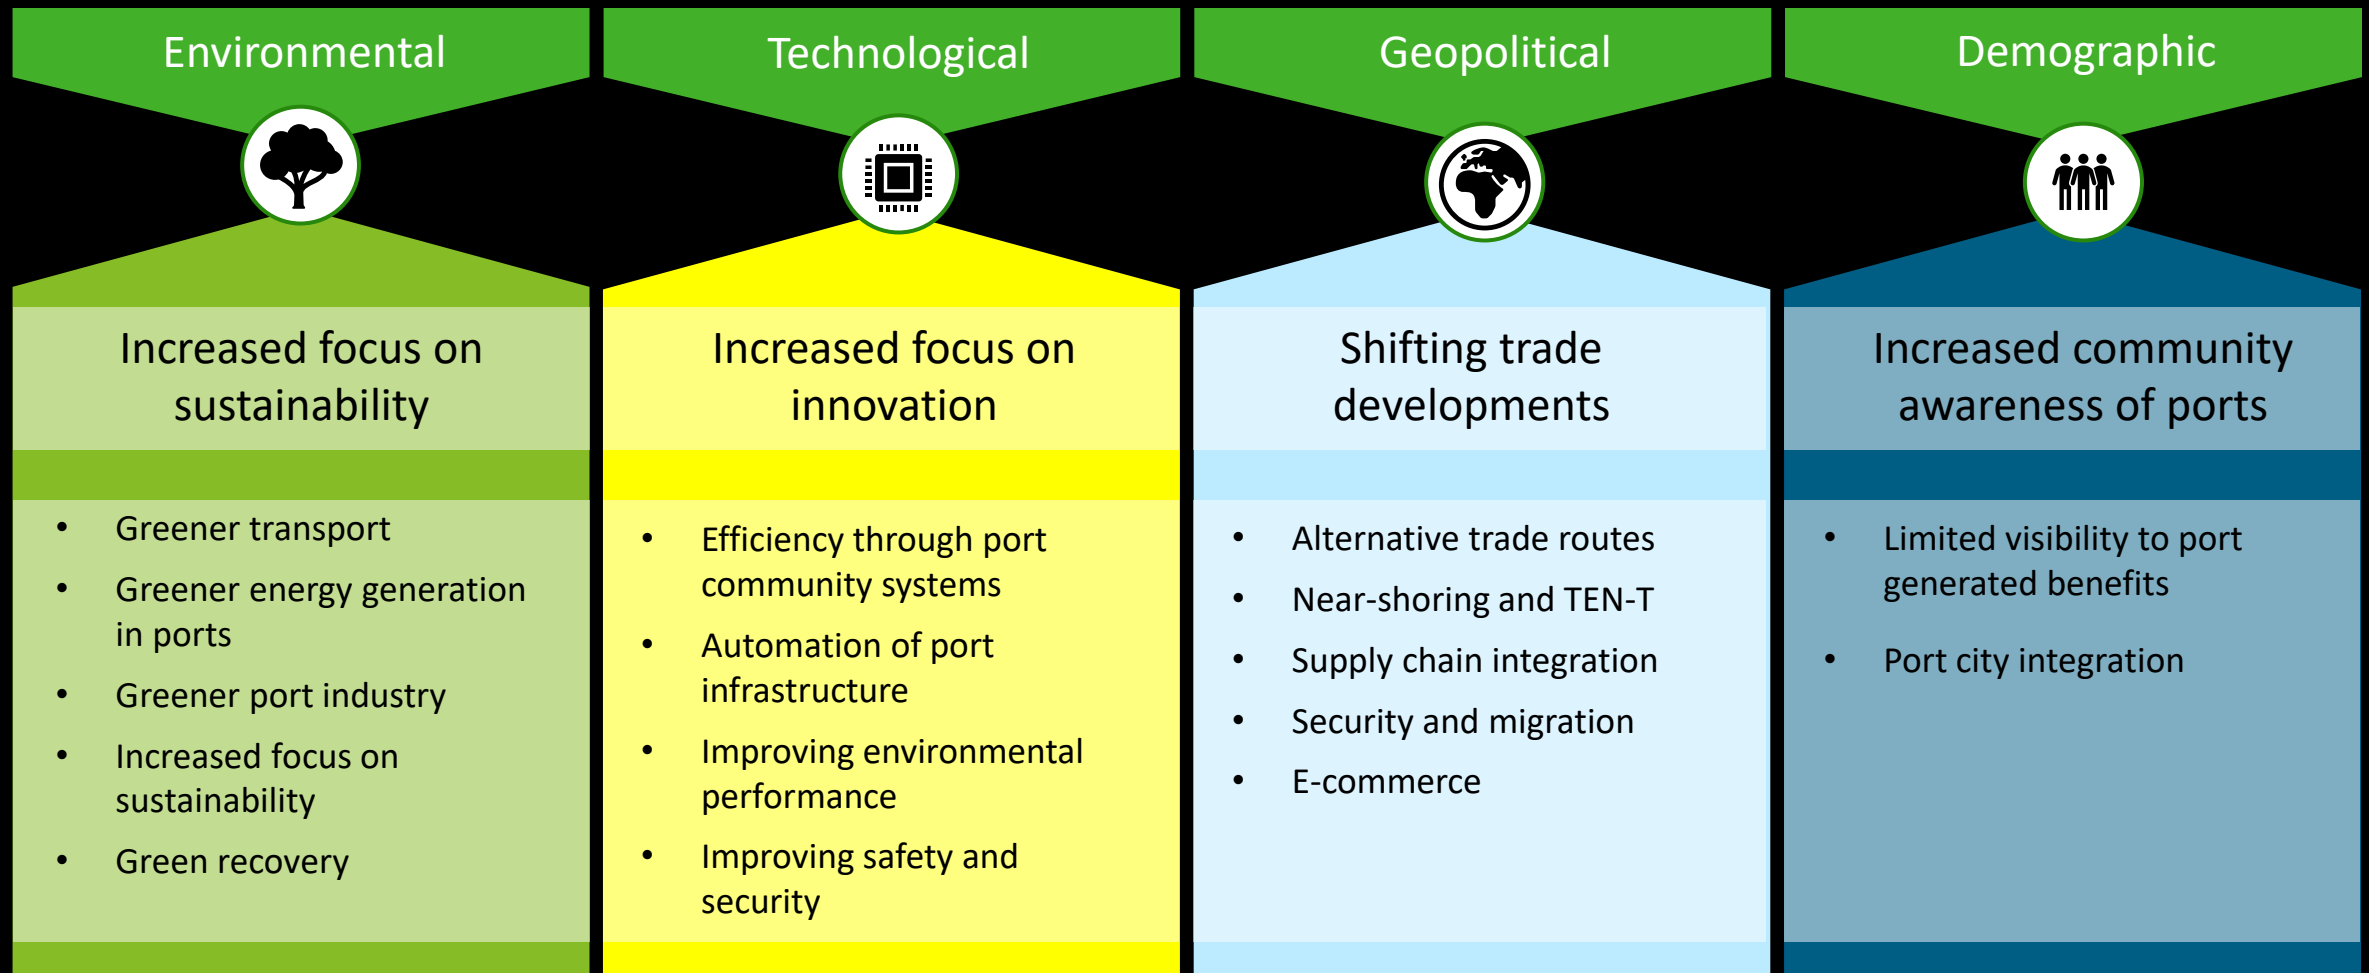 Environmental
Increased focus on
sustainability
• Greener transport
• Greener energy generation
in ports
• Greener port industry
• Increased focus on
sustainability
• Green recovery
Technological
Increased focus on
innovation
• Efficiency through port
community systems
• Automation of port
infrastructure
• Improving environmental
performance
• Improving safety and
security
Geopolitical
Shifting trade
developments
• Alternative trade routes
• Near-shoring and TEN-T
• Supply chain integration
• Security and migration
• E-commerce
Demographic
Increased community
awareness of ports
• Limited visibility to port
generated benefits
• Port city integration